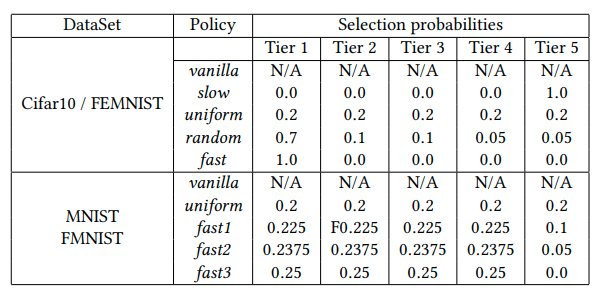 DataSet Policy Selection probabilities
Tier 1 Tier 2 Tier 3 Tier 4 Tier 5
Cifar10 / FEMNIST
vanilla N/A N/A N/A N/A N/A
slow 0.0 0.0 0.0 0.0 1.0
uniform 0.2 0.2 0.2 0.2 0.2
random 0.7 0.1 0.1 0.05 0.05
fast 1.0 0.0 0.0 0.0 0.0
MNIST
FMNIST
vanilla N/A N/A N/A N/A N/A
uniform 0.2 0.2 0.2 0.2 0.2
fast1 0.225 F0.225 0.225 0.225 0.1
fast2 0.2375 0.2375 0.2375 0.2375 0.05
fast3 0.25 0.25 0.25 0.25 0.0